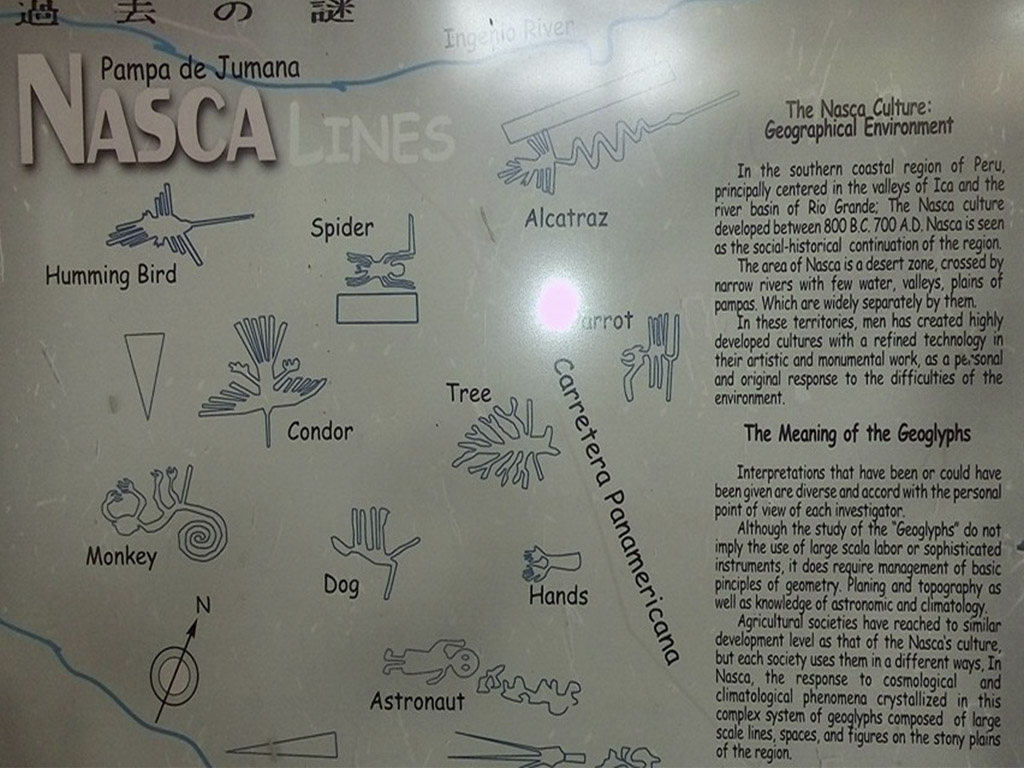 過去の謎
Ingenio River
Pampa de Jumana
NASCA LINES
Humming Bird
Spider
Alcatraz
Condor
Tree
Carretera Panamericana
Monkey
Dog
Hands
N
Astronaut
The Nasca Culture:
Geographical Environment
In the southern coastal region of Peru,
principally centered in the valleys of Ica and the
river basin of Rio Grande; The Nasca culture
developed between 800 B.C. 700 A.D. Nasca is seen
as the social-historical continuation of the region.
The area of Nasca is a desert zone, crossed by
narrow rivers with few water, valleys, plains of
pampas. Which are widely separately by them.
In these territories, men has created highly
developed cultures with a refined technology in
their artistic and monumental work, as a personal
and original response to the difficulties of the
environment.
The Meaning of the Geoglyphs
Interpretations that have been or could have
been given are diverse and accord with the personal
point of view of each investigator.
Although the study of the "Geoglyphs" do not
imply the use of large scala labor or sophisticated
instruments, it does require management of basic
pinciples of geometry. Planing and topography as
well as knowledge of astronomic and climatology.
Agricultural societies have reached to similar
development level as that of the Nasca's culture,
but each society uses them in a different ways, In
Nasca, the response to cosmological and
climatological phenomena crystallized in this
complex system of geoglyphs composed of large
scale lines, spaces, and figures on the stony plains
of the region.